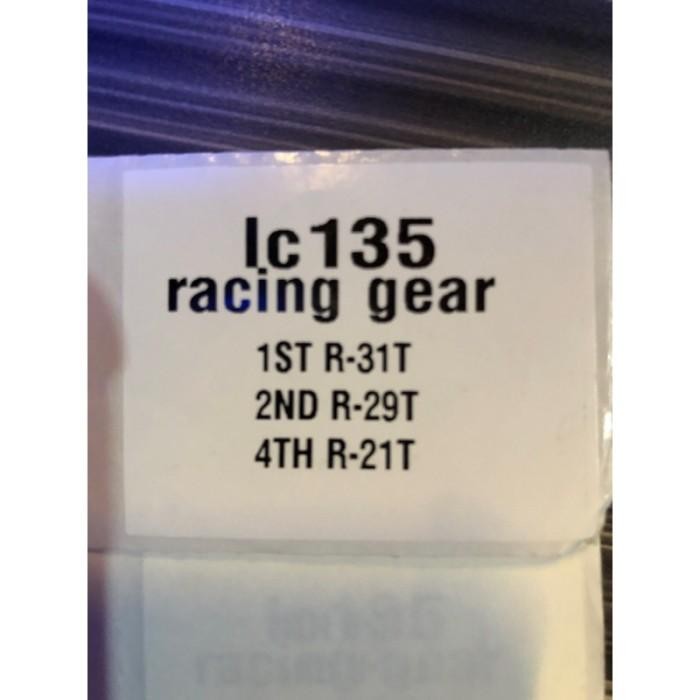 lc135
racing gear
1ST R-31T
2ND R-29T
4TH R-21T